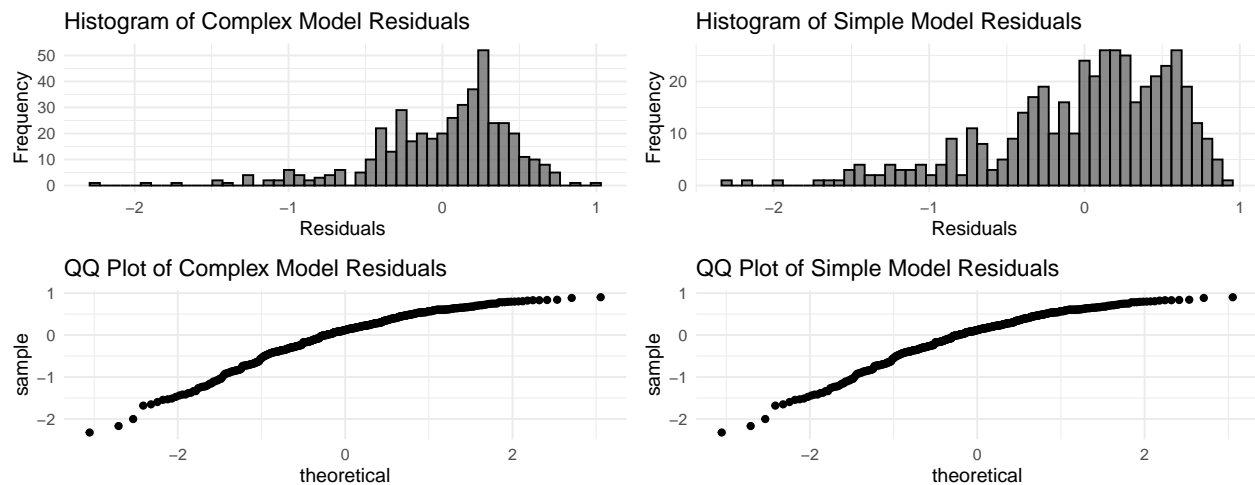 Histogram of Complex Model Residuals
50
40
30
20
10
0
Frequency
−2
−1
0
1
Residuals
Histogram of Simple Model Residuals
20
10
0
Frequency
−2
−1
0
1
Residuals
QQ Plot of Complex Model Residuals
1
0
−1
−2
sample
−2
0
2
theoretical
QQ Plot of Simple Model Residuals
1
0
−1
−2
sample
−2
0
2
theoretical